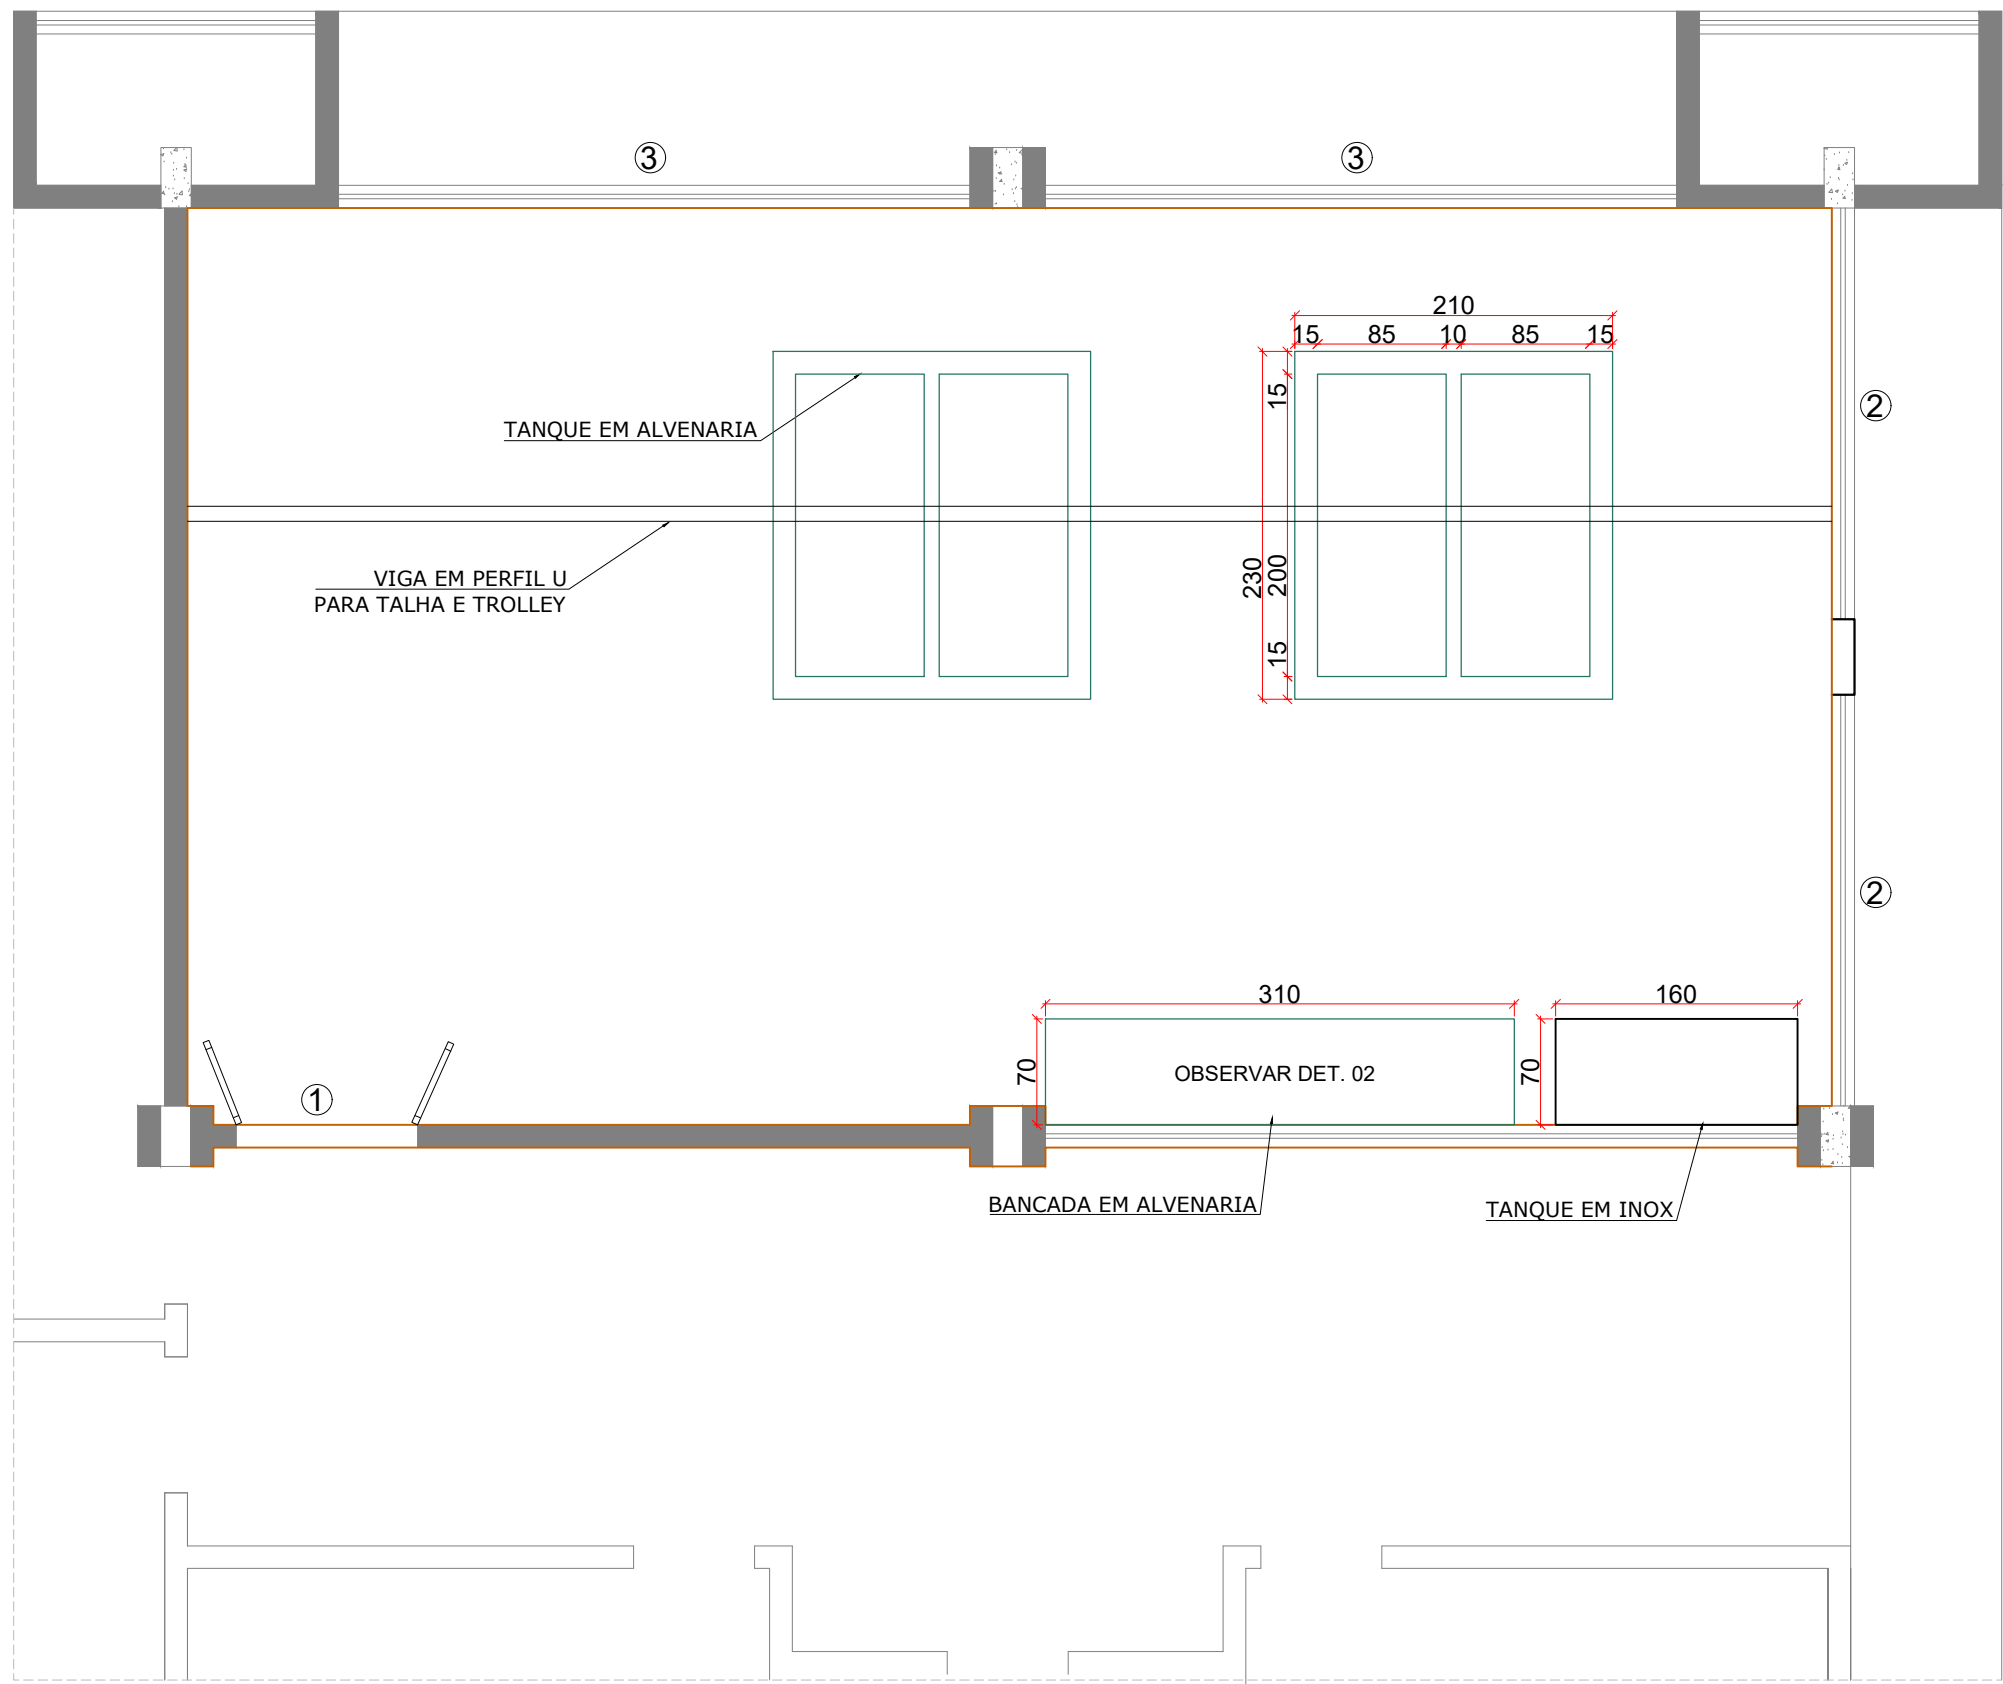 ③
③
210
15 85 10 85 15
15
②
TANQUE EM ALVENARIA
230
200
VIGA EM PERFIL U
PARA TALHA E TROLLEY
15
②
310
160
70
OBSERVAR DET. 02
70
①
BANCADA EM ALVENARIA
TANQUE EM INOX